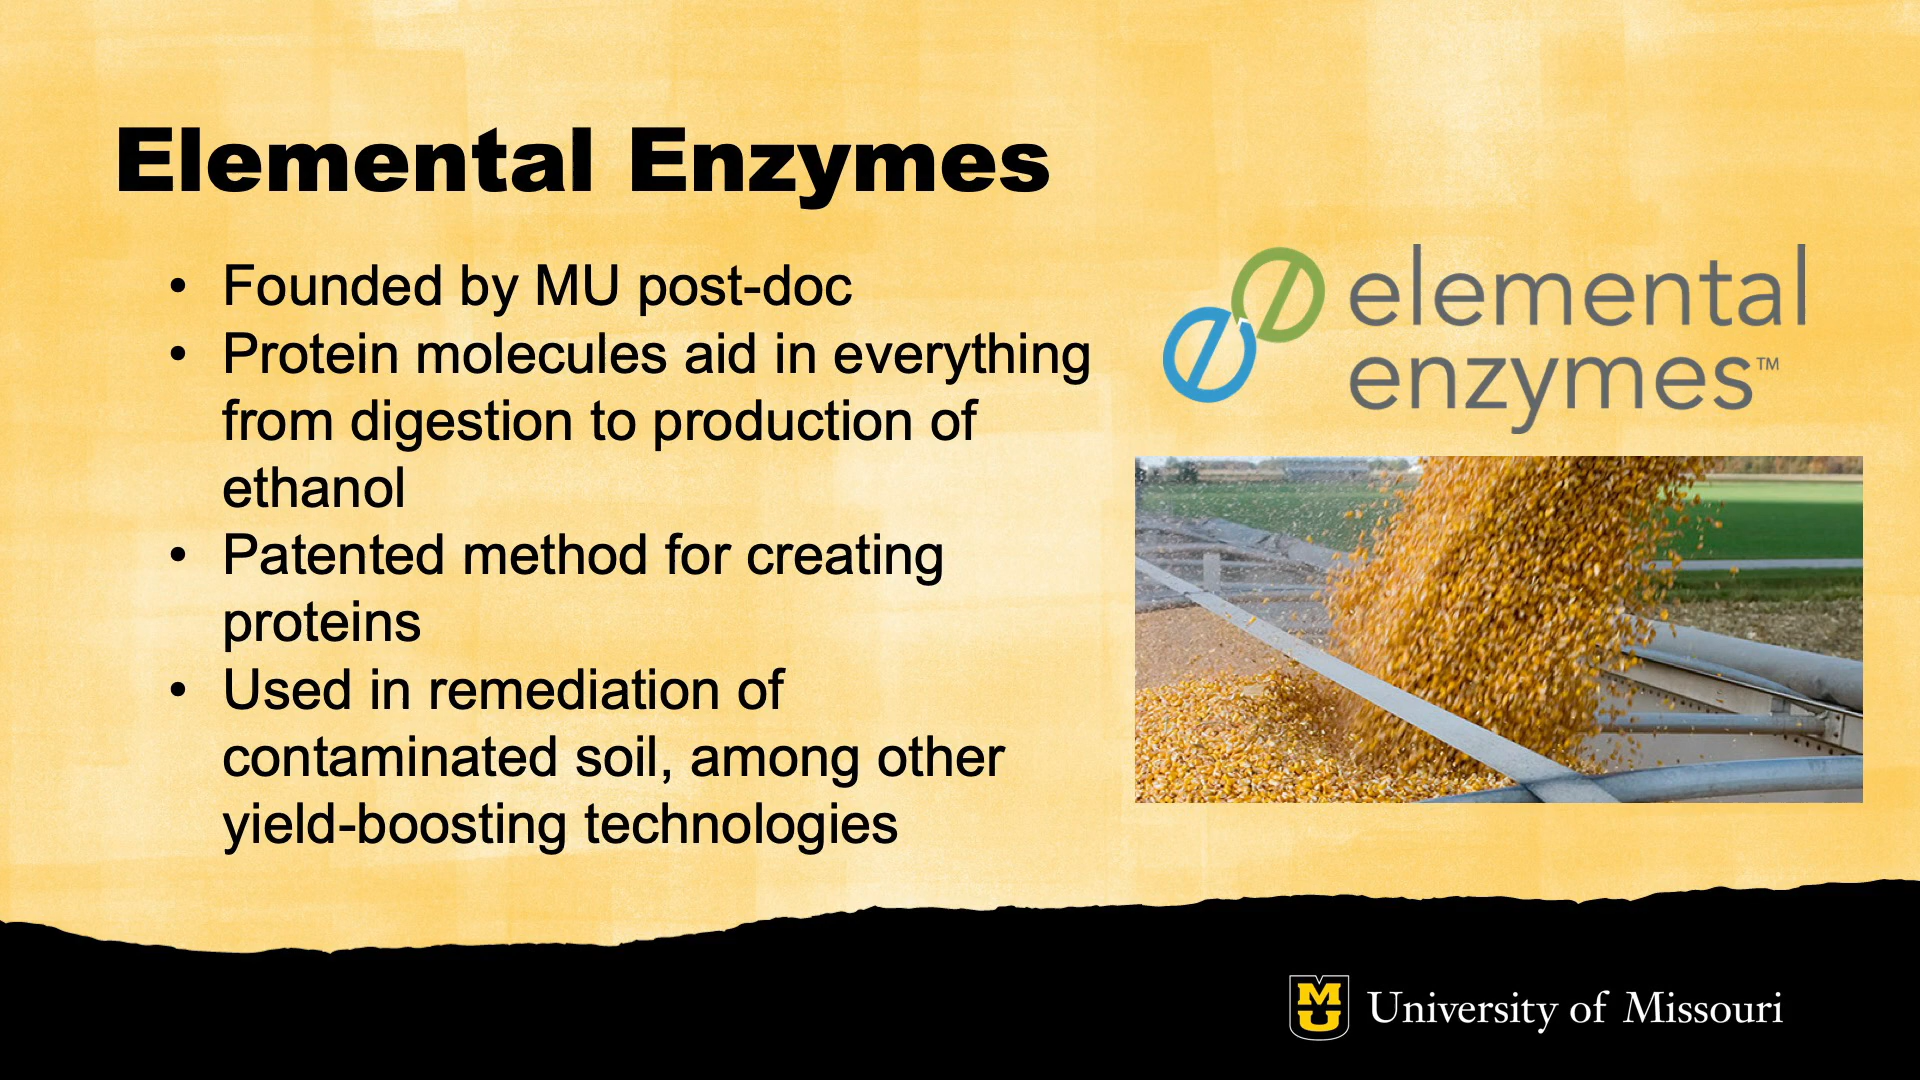 Elemental Enzymes
• Founded by MU post-doc
• Protein molecules aid in everything
from digestion to production of
ethanol
• Patented method for creating
proteins
• Used in remediation of
contaminated soil, among other
yield-boosting technologies
elemental
enzymes™
MU University of Missouri